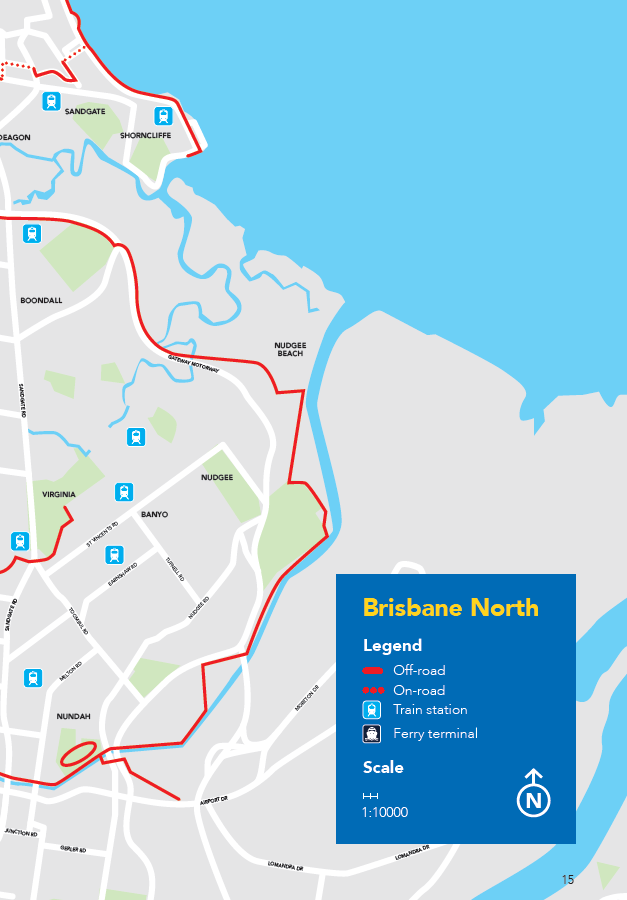 SANDGATE
SHORNCLIFFE
DEAGON
BOONDALL
NUDGEE
BEACH
GATEWAY MOTORWAY
SANDGATE RD
NUDGEE
VIRGINIA
BANYO
ST VINCENTS RD
EARNSHAW RD
TUFNELL RD
NUDGEE RD
SANDGATE RD
TOOMBUL RD
MELTON RD
NUNDAH
MORETON DR
AIRPORT DR
JUNCTION RD
GERLER RD
LOMANDRA DR
LOMANDRA DR
Brisbane North
Legend
Off-road
On-road
Train station
Ferry terminal
Scale
1:10000
N
15